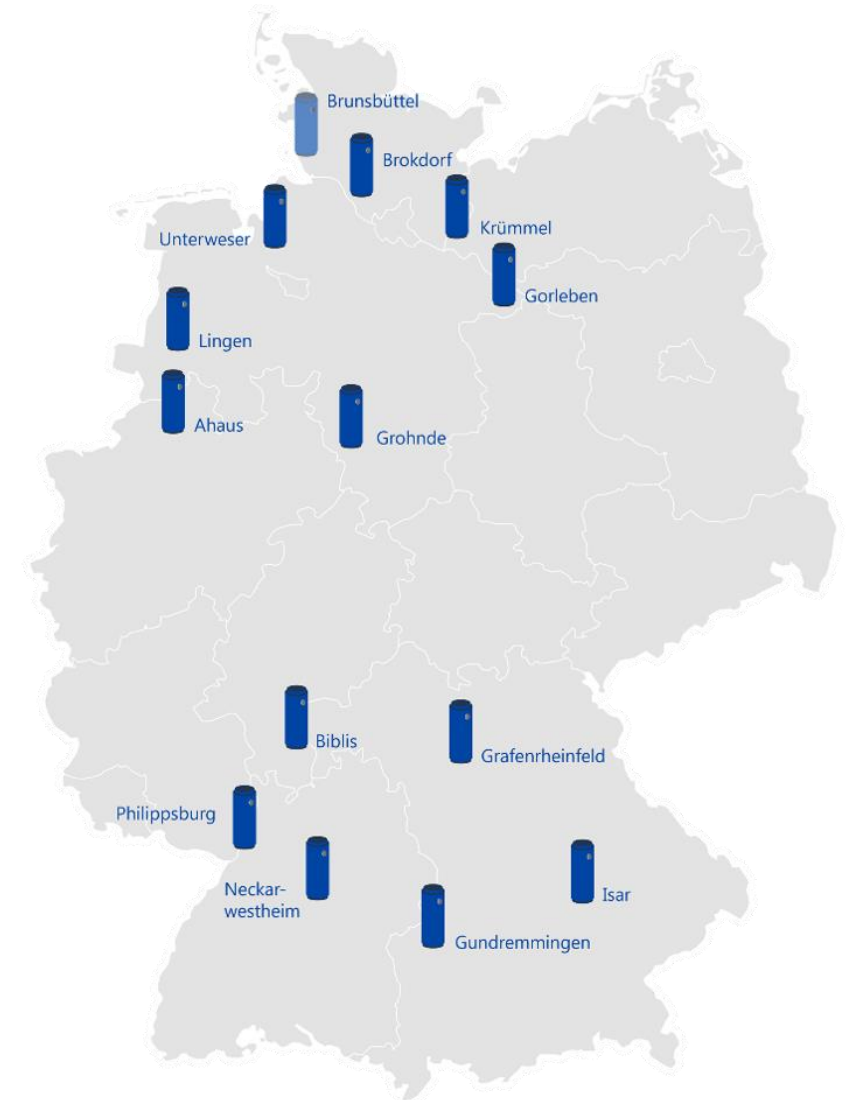 Brunsbüttel
Brokdorf
Krümmel
Unterweser
Gorleben
Lingen
Ahaus
Grohnde
Biblis
Grafenrheinfeld
Philippsburg
Neckar-
westheim
Isar
Gundremmingen